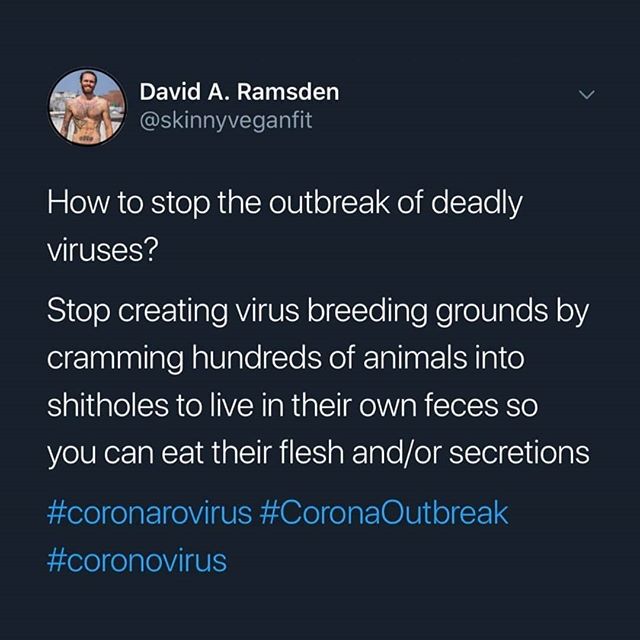 David A. Ramsden
@skinnyveganfit
How to stop the outbreak of deadly
viruses?
Stop creating virus breeding grounds by
cramming hundreds of animals into
shitholes to live in their own feces so
you can eat their flesh and/or secretions
#coronarovirus #CoronaOutbreak
#coronovirus